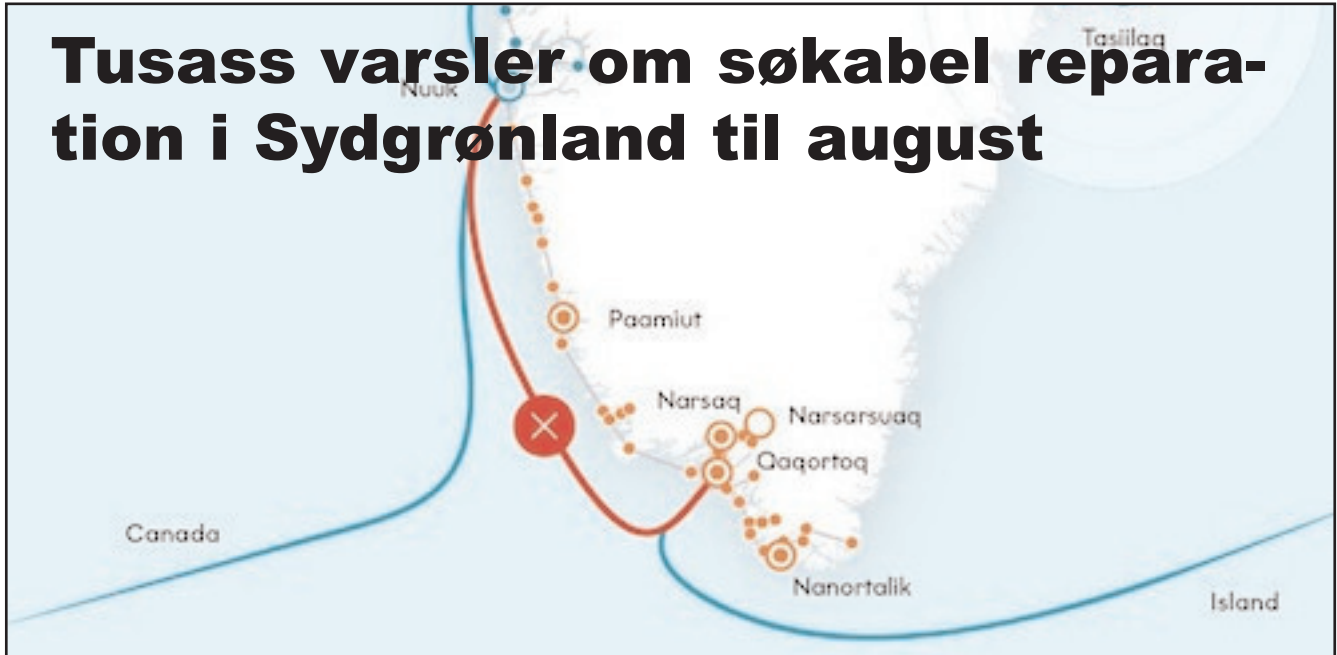 Tusass varsler om søkabel repara-
tion i Sydgrønland til august
Tasiilaq
Nuuk
Paamiut
Narsaq
Narsarsuaq
Qaqortoq
Canada
Nanortalik
Island